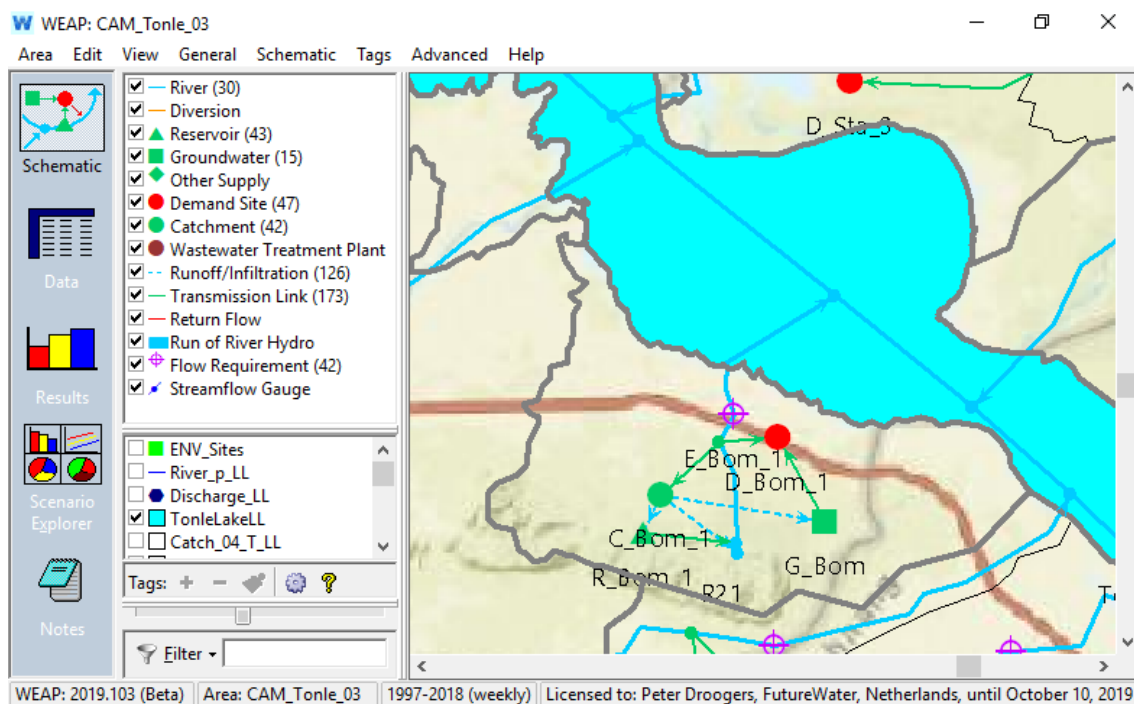 WEAP: CAM_Tonle_03
Area Edit View General Schematic Tags Advanced Help
Schematic
Data
Results
Scenario
Explorer
Notes
River (30)
Diversion
Reservoir (43)
Groundwater (15)
Other Supply
Demand Site (47)
Catchment (42)
Wastewater Treatment Plant
Runoff/Infiltration (126)
Transmission Link (173)
Return Flow
Run of River Hydro
Flow Requirement (42)
Streamflow Gauge
ENV_Sites
River_p_LL
Discharge_LL
TonleLakeLL
Catch_04_T_LL
Tags:
Filter
D_Sta_3
E_Bom_1
D_Bom_1
C_Bom_1
G_Bom
R_Bom_1
R21
WEAP: 2019.103 (Beta) Area: CAM_Tonle_03 1997-2018 (weekly) Licensed to: Peter Droogers, FutureWater, Netherlands, until October 10, 2019